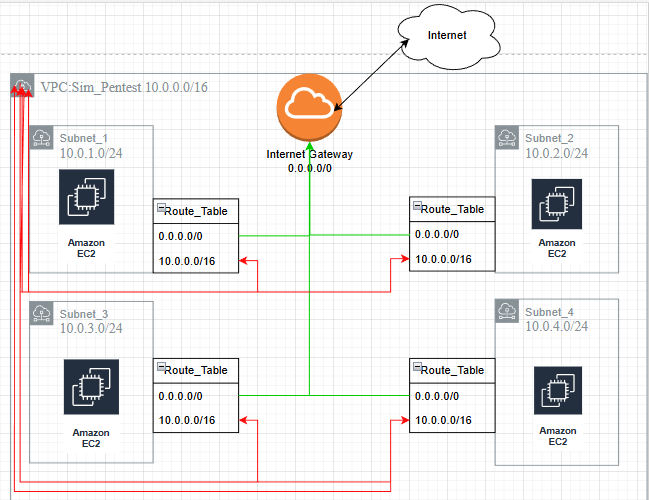 Internet
VPC:Sim_Pentest 10.0.0.0/16
Internet Gateway
0.0.0.0/0
Subnet_1
10.0.1.0/24
Amazon
EC2
Route_Table
0.0.0.0/0
10.0.0.0/16
Route_Table
0.0.0.0/0
10.0.0.0/16
Subnet_2
10.0.2.0/24
Amazon
EC2
Subnet_3
10.0.3.0/24
Amazon
EC2
Route_Table
0.0.0.0/0
10.0.0.0/16
Route_Table
0.0.0.0/0
10.0.0.0/16
Subnet_4
10.0.4.0/24
Amazon
EC2